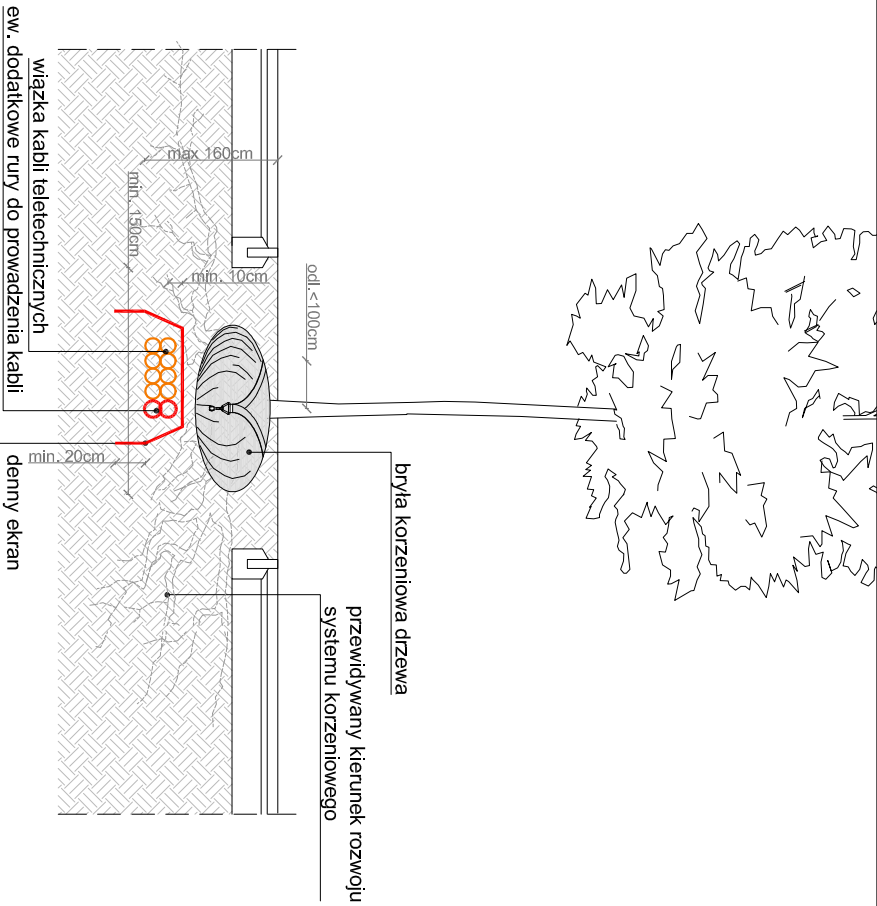 bryła korzeniowa drzewa
przewidywany kierunek rozwoju
systemu korzeniowego
odl.<100cm
max 160cm
min. 10cm
min. 150cm
min. 20cm
wiązka kabli teletechnicznych
ew. dodatkowe rury do prowadzenia kabli
denny ekran